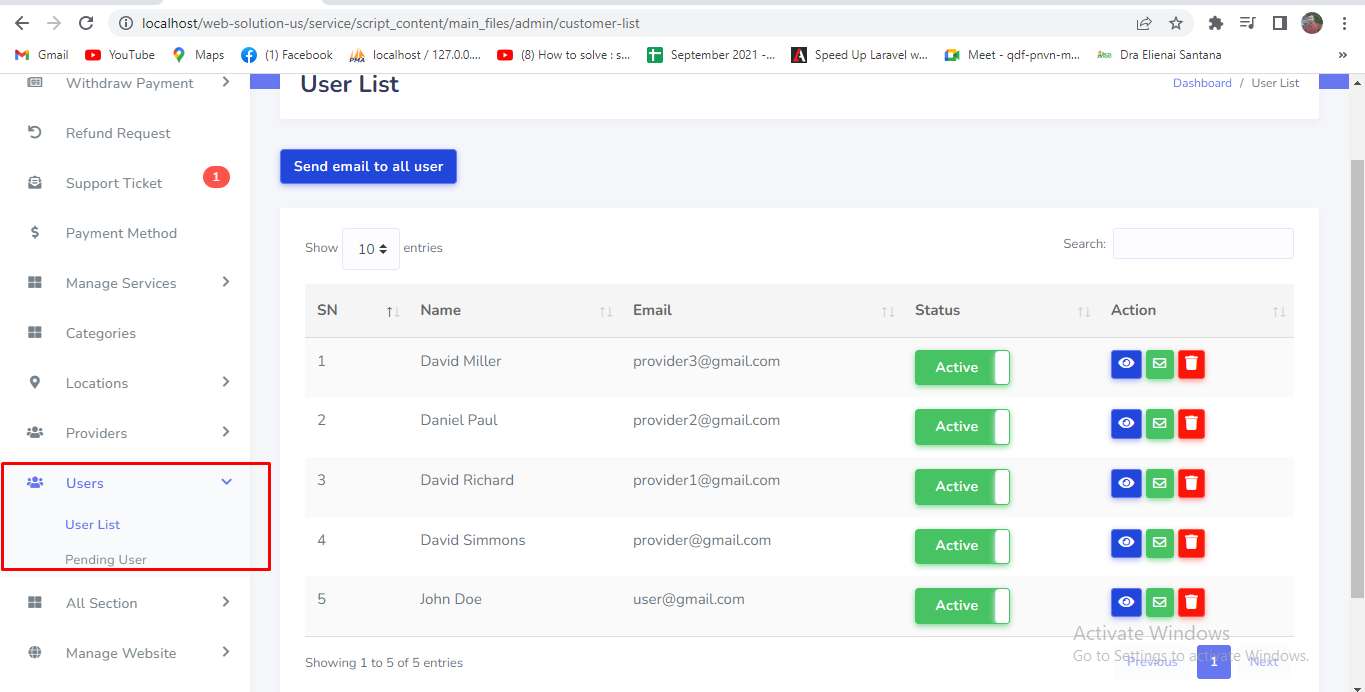 localhost/web-solution-us/service/script_content/main_files/admin/customer-list
Gmail YouTube Maps (1) Facebook localhost / 127.0.0.... (8) How to solve : s... September 2021 -... Speed Up Laravel w... Meet - qdf-pnvn-m... Dra Elienai Santana »
Withdraw Payment
Refund Request
Support Ticket 1
Payment Method
Manage Services
Categories
Locations
Providers
Users
User List
Pending User
All Section
Manage Website
User List
Dashboard / User List
Send email to all user
Show 10 entries
Search:
SN Name Email Status Action
1 David Miller provider3@gmail.com Active
2 Daniel Paul provider2@gmail.com Active
3 David Richard provider1@gmail.com Active
4 David Simmons provider@gmail.com Active
5 John Doe user@gmail.com Active
Showing 1 to 5 of 5 entries
Previous 1 Next
Activate Windows
Go to Settings to activate Windows.